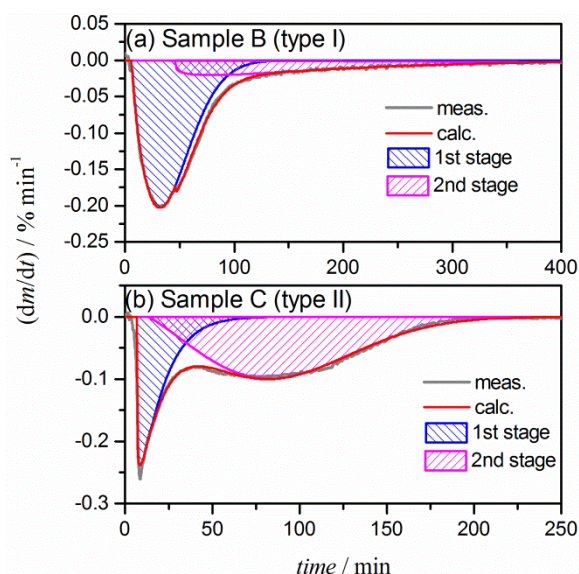 (a) Sample B (type I)
0.00
-0.05
-0.10
-0.15
-0.20
-0.25
meas.
calc.
1st stage
2nd stage
0 100 200 300 400
(dm/dt) / % min⁻¹
(b) Sample C (type II)
0.0
-0.1
-0.2
-0.3
meas.
calc.
1st stage
2nd stage
0 50 100 150 200 250
time / min